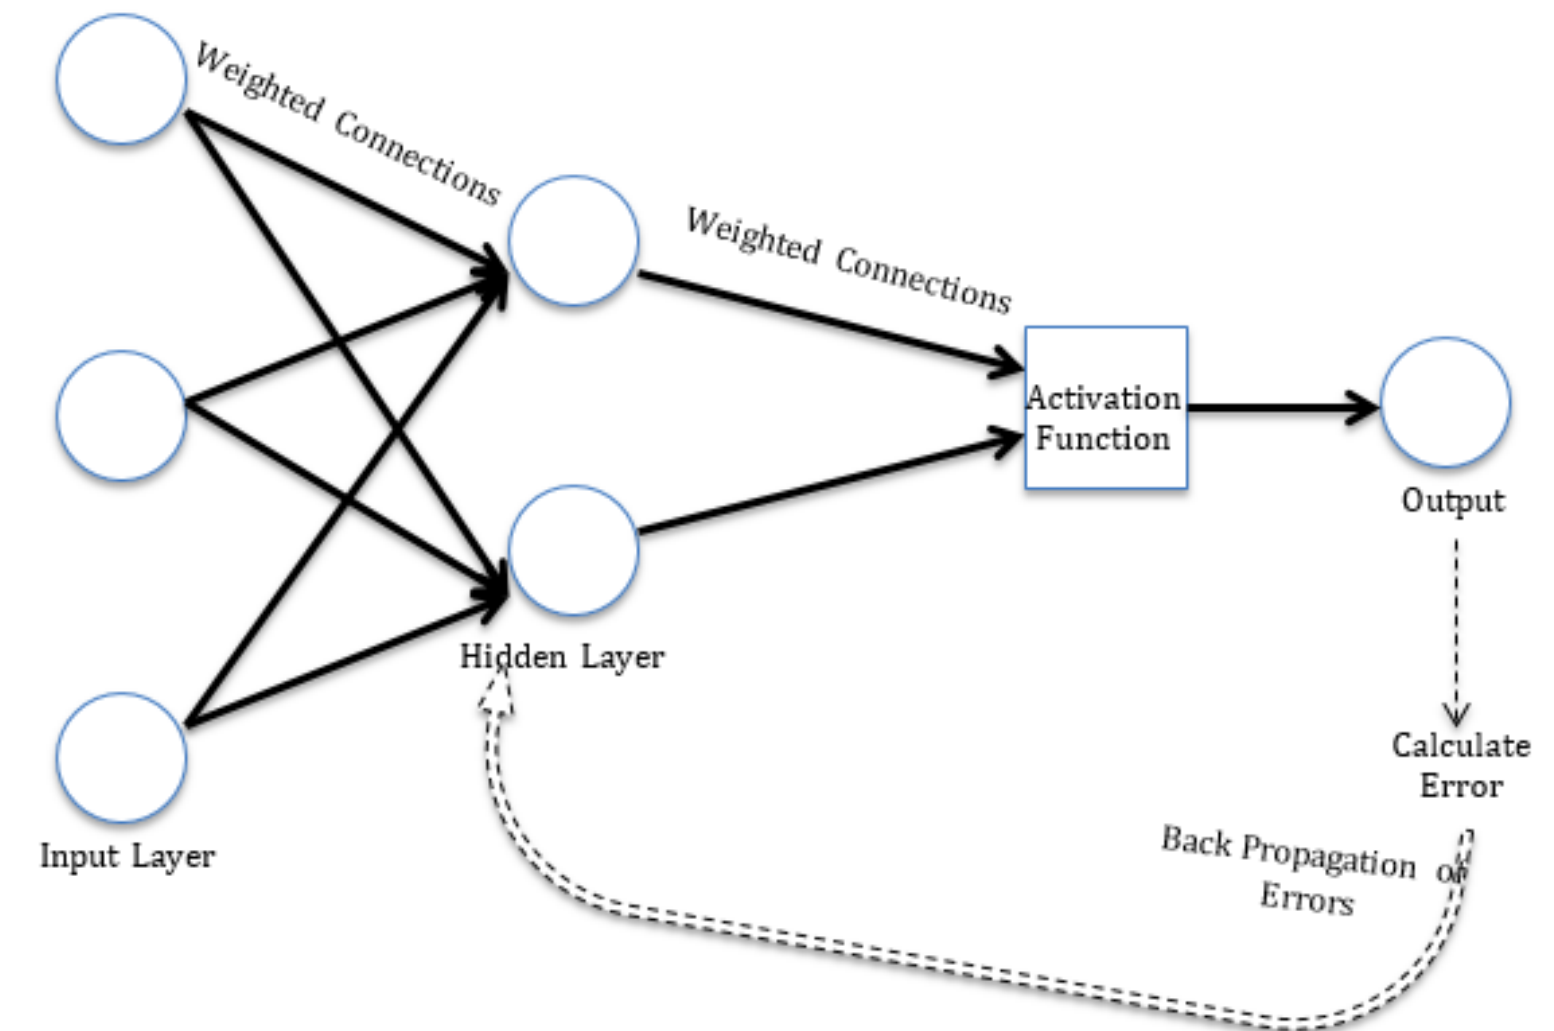 Weighted Connections
Weighted Connections
Activation
Function
Output
Hidden Layer
Calculate
Error
Input Layer
Back Propagation of
Errors